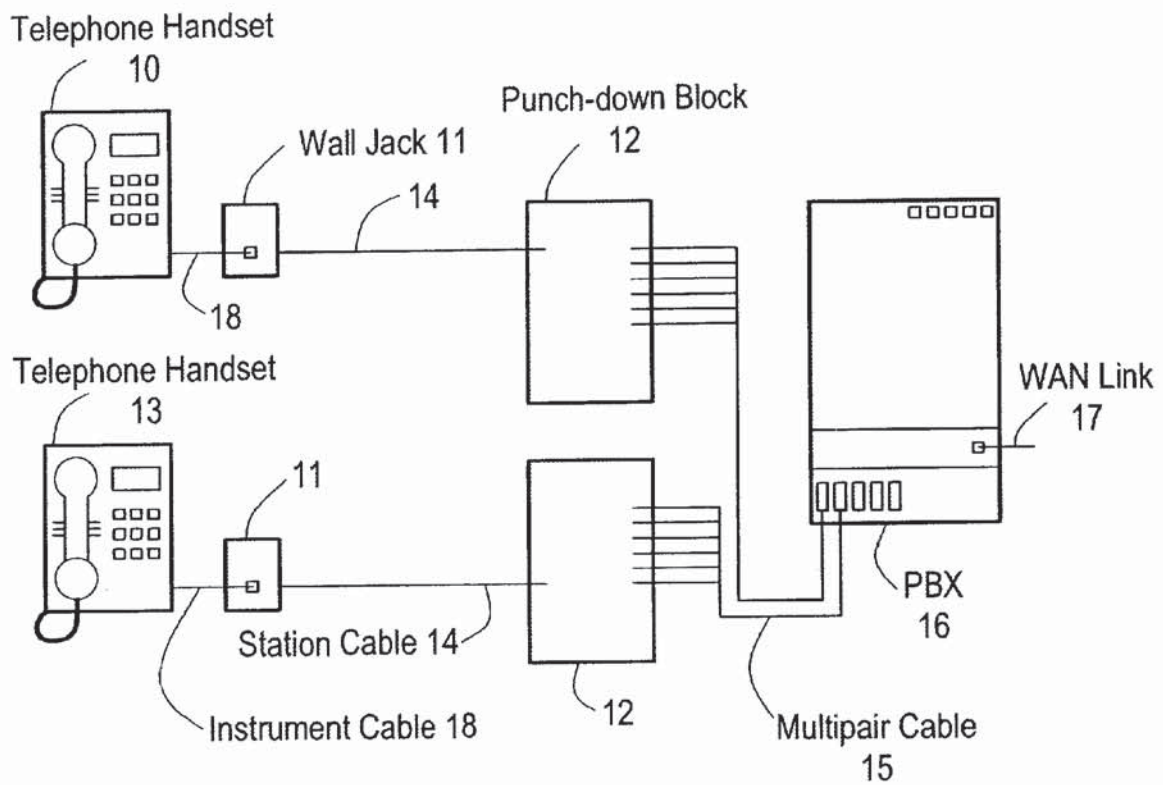 Telephone Handset
10
Wall Jack 11
14
18
Punch-down Block
12
Telephone Handset
13
11
Station Cable 14
Instrument Cable 18
12
WAN Link
17
PBX
16
Multipair Cable
15